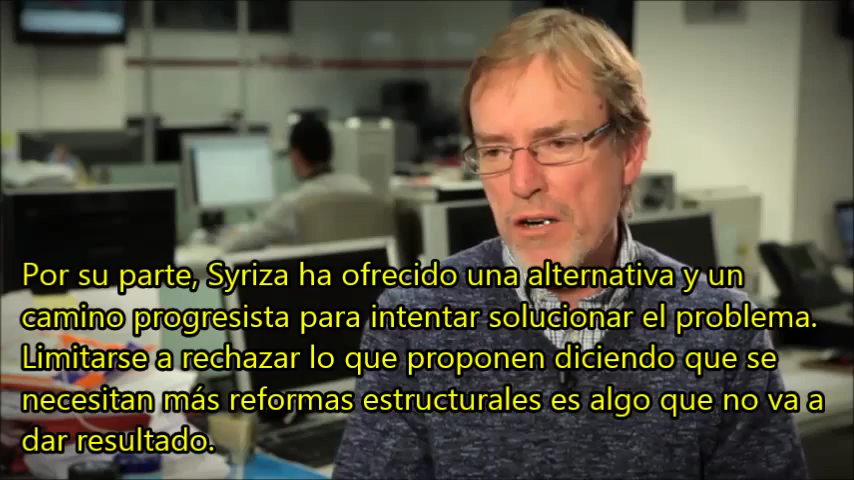 Por su parte, Syriza ha ofrecido una alternativa y un
camino progresista para intentar solucionar el problema.
Limitarse a rechazar lo que proponen diciendo que se
necesitan más reformas estructurales es algo que no va a
dar resultado.